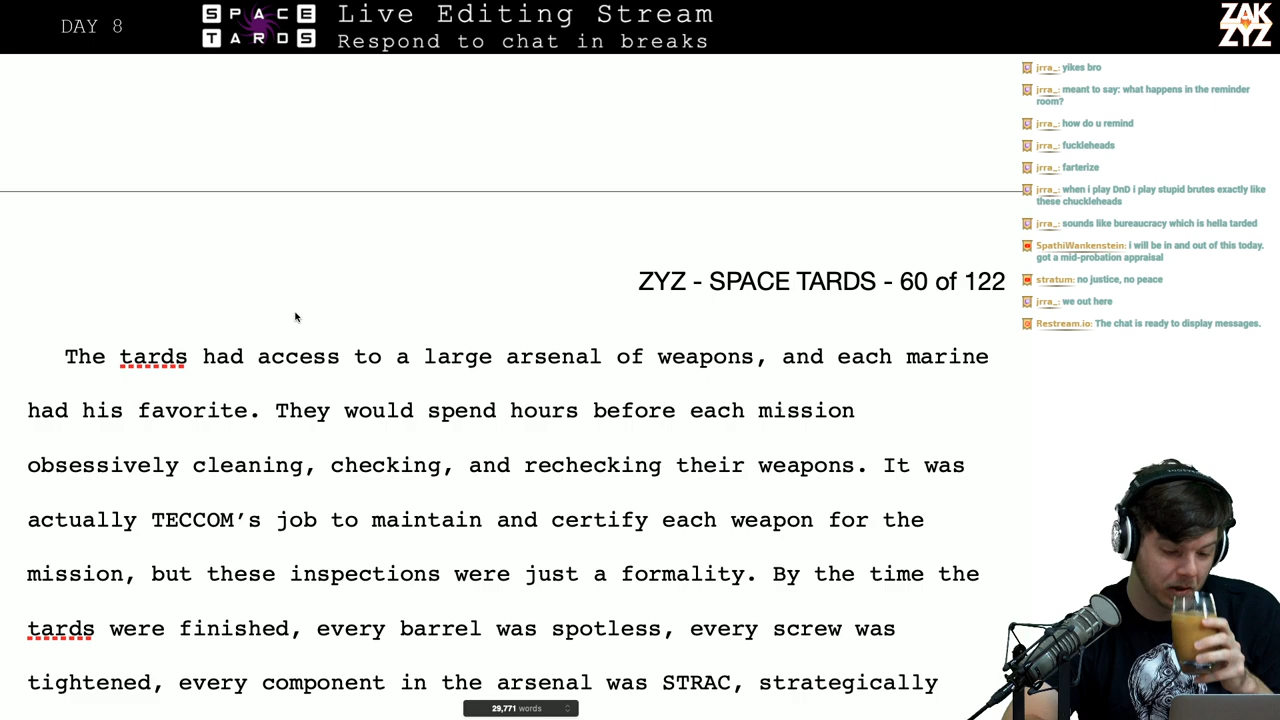 DAY 8
SPACE
TARDS
Live Editing Stream
Respond to chat in breaks
ZAK
ZYZ
jrra_: yikes bro
jrra_: meant to say: what happens in the reminder
room?
jrra_: how do u remind
jrra_: fuckleheads
jrra_: farterize
jrra_: when i play DnD i play stupid brutes exactly like
these chuckleheads
jrra_: sounds like bureaucracy which is hella tarded
SpathiWankenstein: i will be in and out of this today.
got a mid-probation appraisal
stratum: no justice, no peace
jrra_: we out here
Restream.io: The chat is ready to display messages.
ZYZ - SPACE TARDS - 60 of 122
The tards had access to a large arsenal of weapons, and each marine
had his favorite. They would spend hours before each mission
obsessively cleaning, checking, and rechecking their weapons. It was
actually TECCOM’s job to maintain and certify each weapon for the
mission, but these inspections were just a formality. By the time the
tards were finished, every barrel was spotless, every screw was
tightened, every component in the arsenal was STRAC, strategically
29,771 words